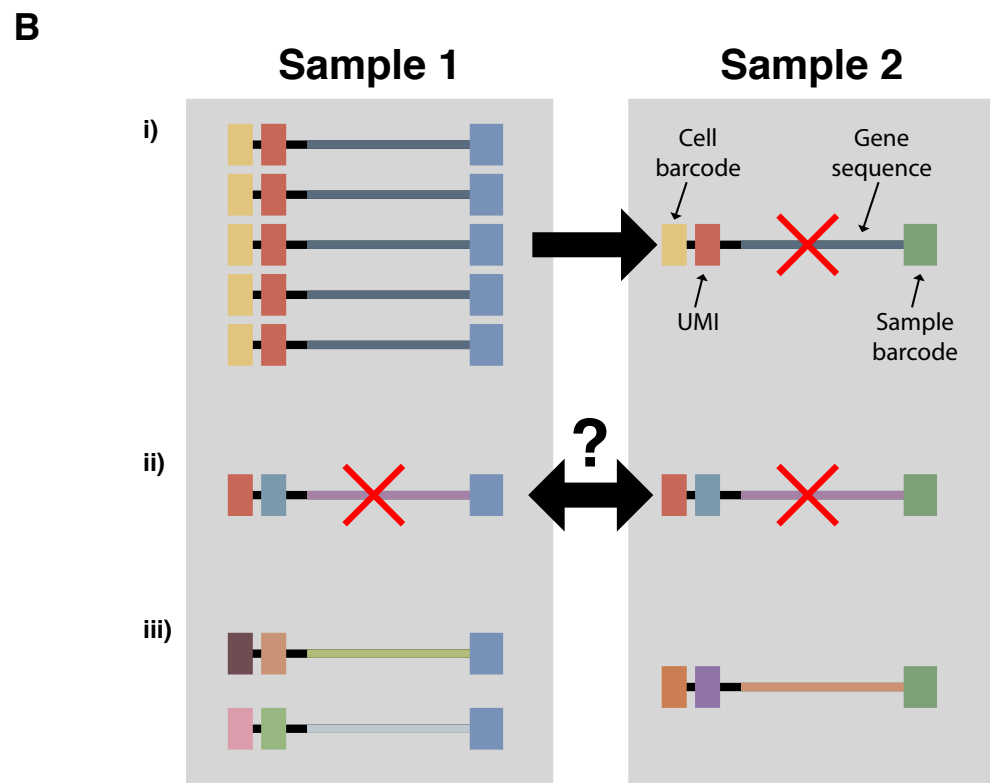 B
Sample 1
Sample 2
i)
Cell
barcode
Gene
sequence
UMI
Sample
barcode
?
ii)
iii)